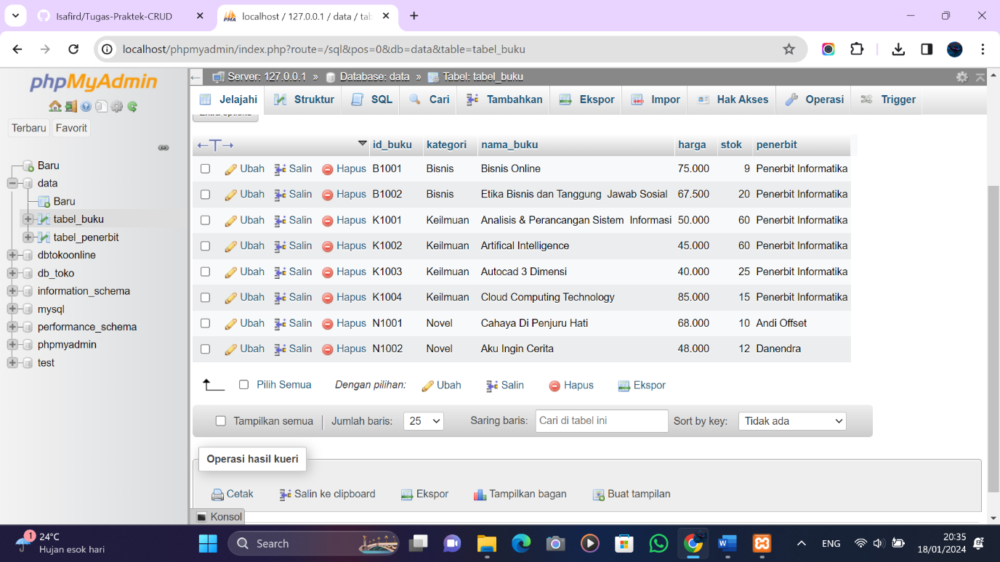 Isafird/Tugas-Praktek-CRUD
localhost / 127.0.0.1 / data / tab
localhost/phpmyadmin/index.php?route=/sql&pos=0&db=data&table=tabel_buku
phpMyAdmin
Terbaru Favorit
Baru
data
Baru
tabel_buku
tabel_penerbit
dbtokoonline
db_toko
information_schema
mysql
performance_schema
phpmyadmin
test
Server: 127.0.0.1 » Database: data » Tabel: tabel_buku
Jelajahi Struktur SQL Cari Tambahkan Ekspor Impor Hak Akses Operasi Trigger
Extra options
id_buku kategori nama_buku harga stok penerbit
Ubah Salin Hapus B1001 Bisnis Bisnis Online 75.000 9 Penerbit Informatika
Ubah Salin Hapus B1002 Bisnis Etika Bisnis dan Tanggung Jawab Sosial 67.500 20 Penerbit Informatika
Ubah Salin Hapus K1001 Keilmuan Analisis & Perancangan Sistem Informasi 50.000 60 Penerbit Informatika
Ubah Salin Hapus K1002 Keilmuan Artifical Intelligence 45.000 60 Penerbit Informatika
Ubah Salin Hapus K1003 Keilmuan Autocad 3 Dimensi 40.000 25 Penerbit Informatika
Ubah Salin Hapus K1004 Keilmuan Cloud Computing Technology 85.000 15 Penerbit Informatika
Ubah Salin Hapus N1001 Novel Cahaya Di Penjuru Hati 68.000 10 Andi Offset
Ubah Salin Hapus N1002 Novel Aku Ingin Cerita 48.000 12 Danendra
Pilih Semua Dengan pilihan: Ubah Salin Hapus Ekspor
Tampilkan semua Jumlah baris: 25 Saring baris: Cari di tabel ini Sort by key: Tidak ada
Operasi hasil kueri
Cetak Salin ke clipboard Ekspor Tampilkan bagan Buat tampilan
Konsol
1 24°C
Hujan esok hari
Search
ENG
20:35
18/01/2024